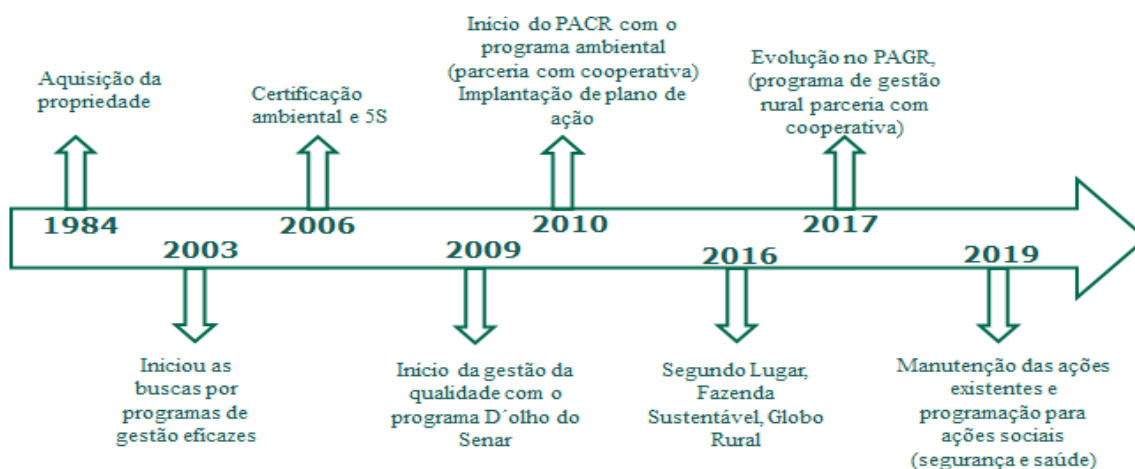 Aquisição da
propriedade
1984
2003
Iniciou as
buscas por
programas de
gestão eficazes
Certificação
ambiental e 5S
2006
2009
Início da gestão da
qualidade com o
programa D´olho do
Senar
Início do PACR com o
programa ambiental
(parceria com cooperativa)
Implantação de plano de
ação
2010
2016
Segundo Lugar,
Fazenda
Sustentável, Globo
Rural
Evolução no PAGR,
(programa de gestão
rural parceria com
cooperativa)
2017
2019
Manutenção das ações
existentes e
programação para
ações sociais
(segurança e saúde)